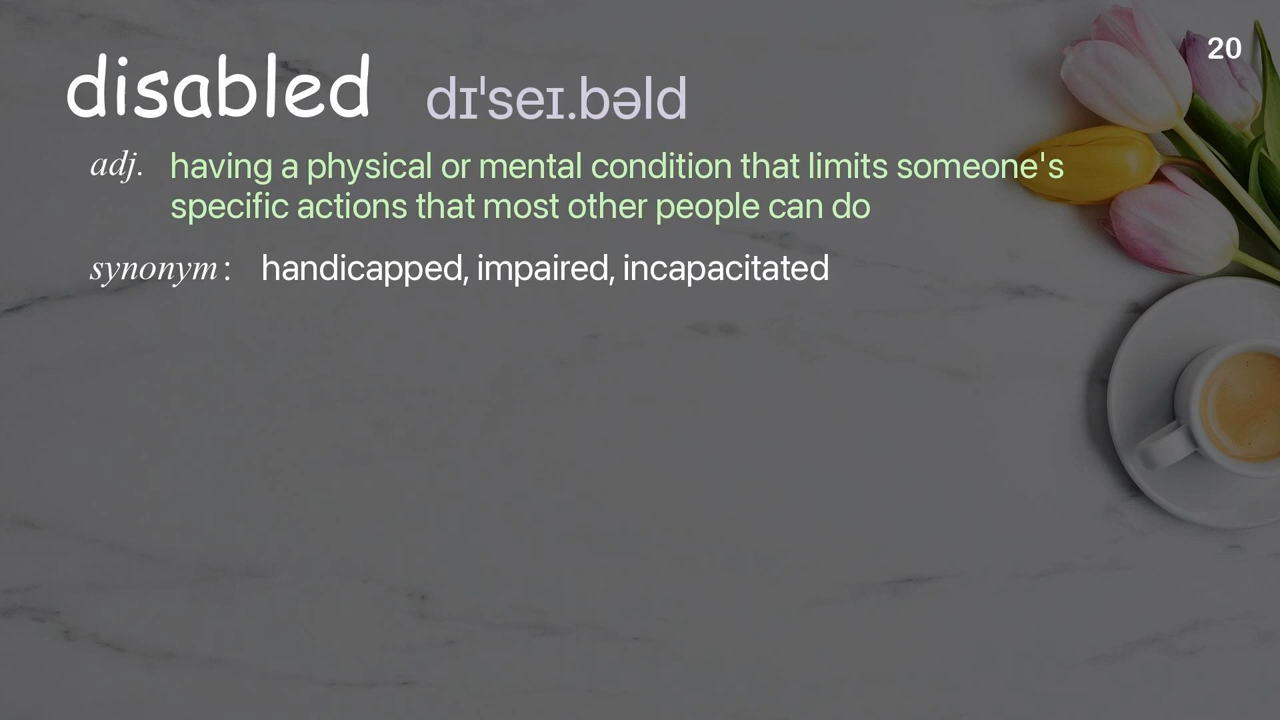 20
disabled dɪˈseɪ.bəld
adj. having a physical or mental condition that limits someone's
specific actions that most other people can do
synonym: handicapped, impaired, incapacitated